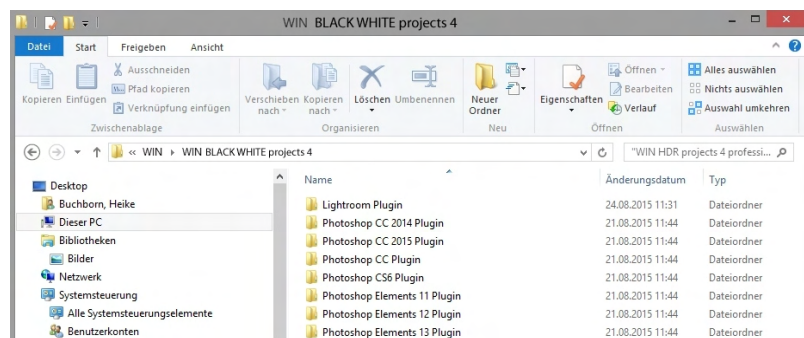 WIN BLACK WHITE projects 4
Datei Start Freigeben Ansicht
Kopieren Einfügen
Ausschneiden
Pfad kopieren
Verknüpfung einfügen
Zwischenablage
Verschieben nach
Kopieren nach
Löschen
Umbenennen
Organisieren
Neuer Ordner
Neu
Eigenschaften
Öffnen
Bearbeiten
Verlauf
Öffnen
Alles auswählen
Nichts auswählen
Auswahl umkehren
Auswählen
« WIN WIN BLACK WHITE projects 4
"WIN HDR projects 4 professi...
Desktop
Buchborn, Heike
Dieser PC
Bibliotheken
Bilder
Netzwerk
Systemsteuerung
Alle Systemsteuerungselemente
Benutzerkonten
Name Änderungsdatum Typ
Lightroom Plugin 24.08.2015 11:31 Dateiordner
Photoshop CC 2014 Plugin 21.08.2015 11:44 Dateiordner
Photoshop CC 2015 Plugin 21.08.2015 11:44 Dateiordner
Photoshop CC Plugin 21.08.2015 11:44 Dateiordner
Photoshop CS6 Plugin 21.08.2015 11:44 Dateiordner
Photoshop Elements 11 Plugin 21.08.2015 11:44 Dateiordner
Photoshop Elements 12 Plugin 21.08.2015 11:44 Dateiordner
Photoshop Elements 13 Plugin 21.08.2015 11:44 Dateiordner